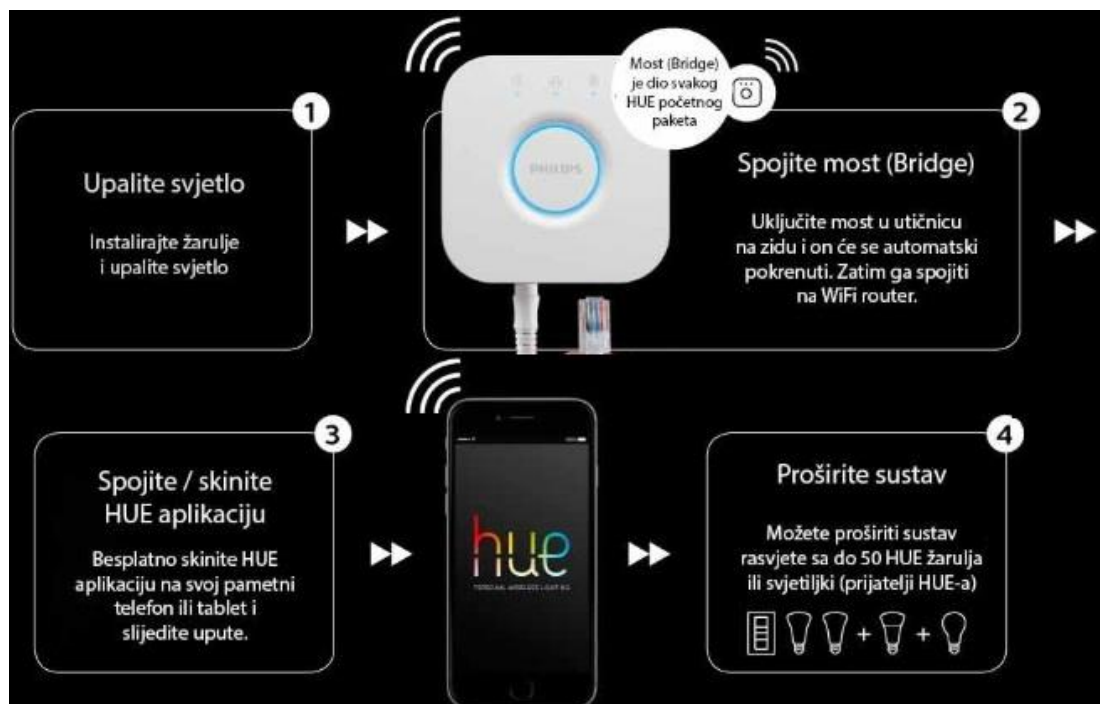 1
Upalite svjetlo
Instalirajte žarulje
i upalite svjetlo
Most (Bridge)
je dio svakog
HUE početnog
paketa
PHILIPS
2
Spojite most (Bridge)
Uključite most u utičnicu
na zidu i on će se automatski
pokrenuti. Zatim ga spojiti
na WiFi router.
3
Spojite / skinite
HUE aplikaciju
Besplatno skinite HUE
aplikaciju na svoj pametni
telefon ili tablet i
slijedite upute.
hue
PERSONAL WIRELESS LIGHTING
4
Proširite sustav
Možete proširiti sustav
rasvjete sa do 50 HUE žarulja
ili svjetiljki (prijatelji HUE-a)
+ +